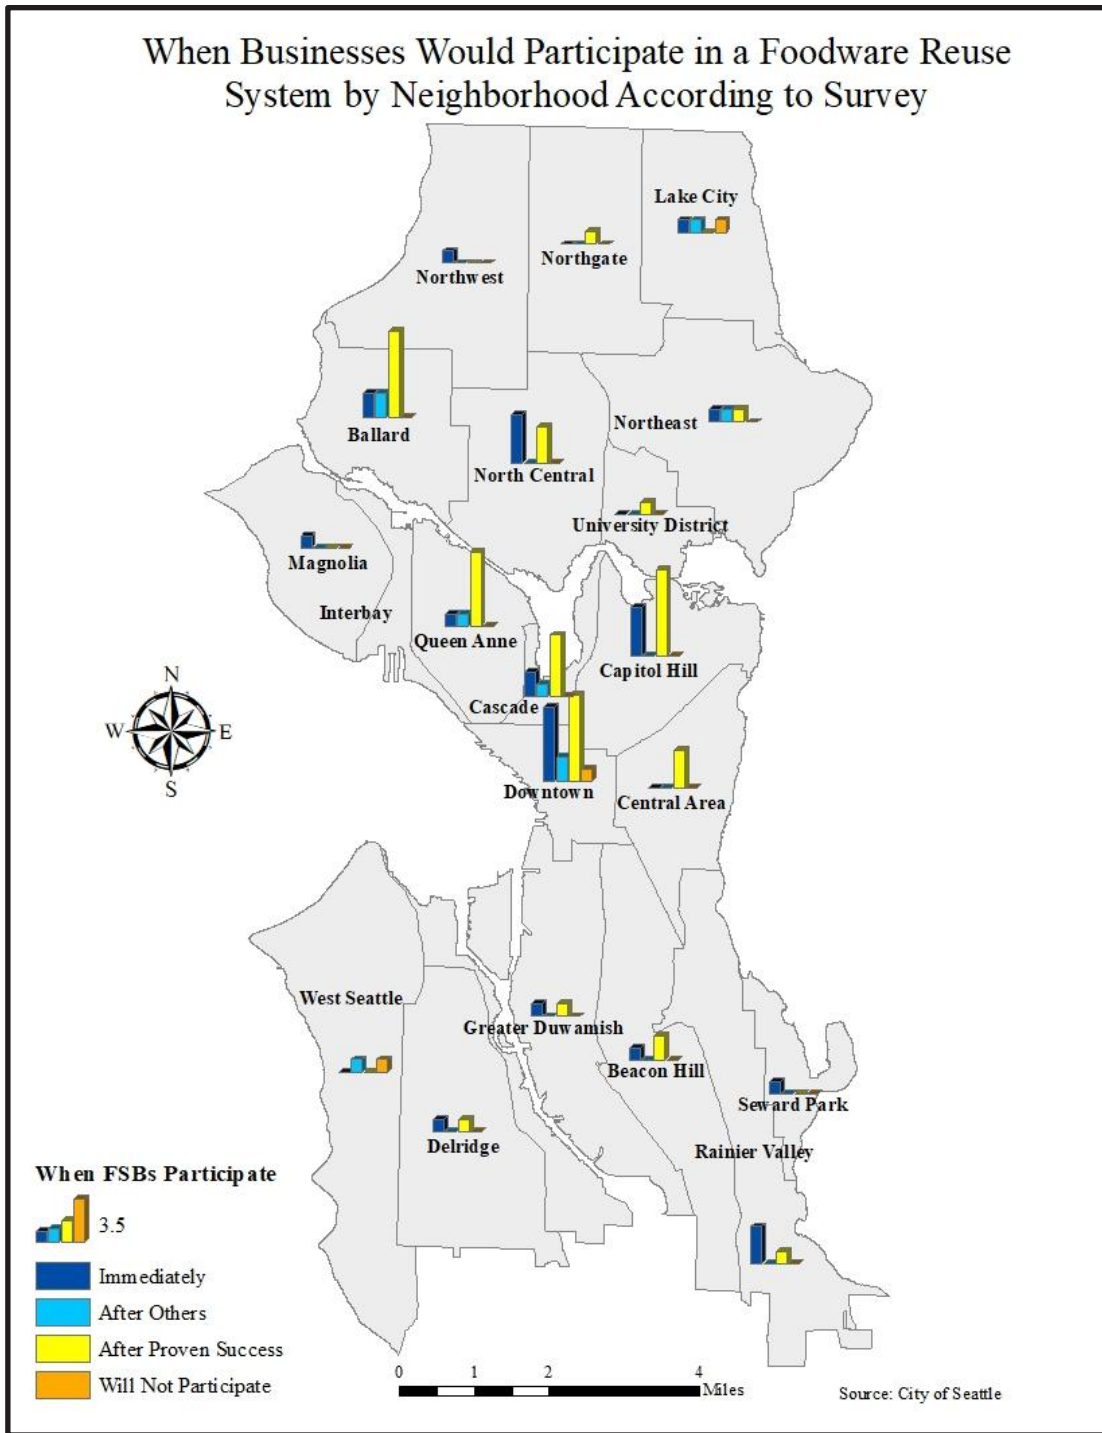 When Businesses Would Participate in a Foodware Reuse
System by Neighborhood According to Survey
Lake City
Northgate
Northwest
Northeast
Ballard
North Central
University District
Magnolia
Interbay
Queen Anne
Capitol Hill
Cascade
N
W
E
S
Downtown
Central Area
West Seattle
Greater Duwamish
Beacon Hill
Seward Park
Delridge
Rainier Valley
When FSBs Participate
3.5
Immediately
After Others
After Proven Success
Will Not Participate
0 1 2 4
Miles
Source: City of Seattle